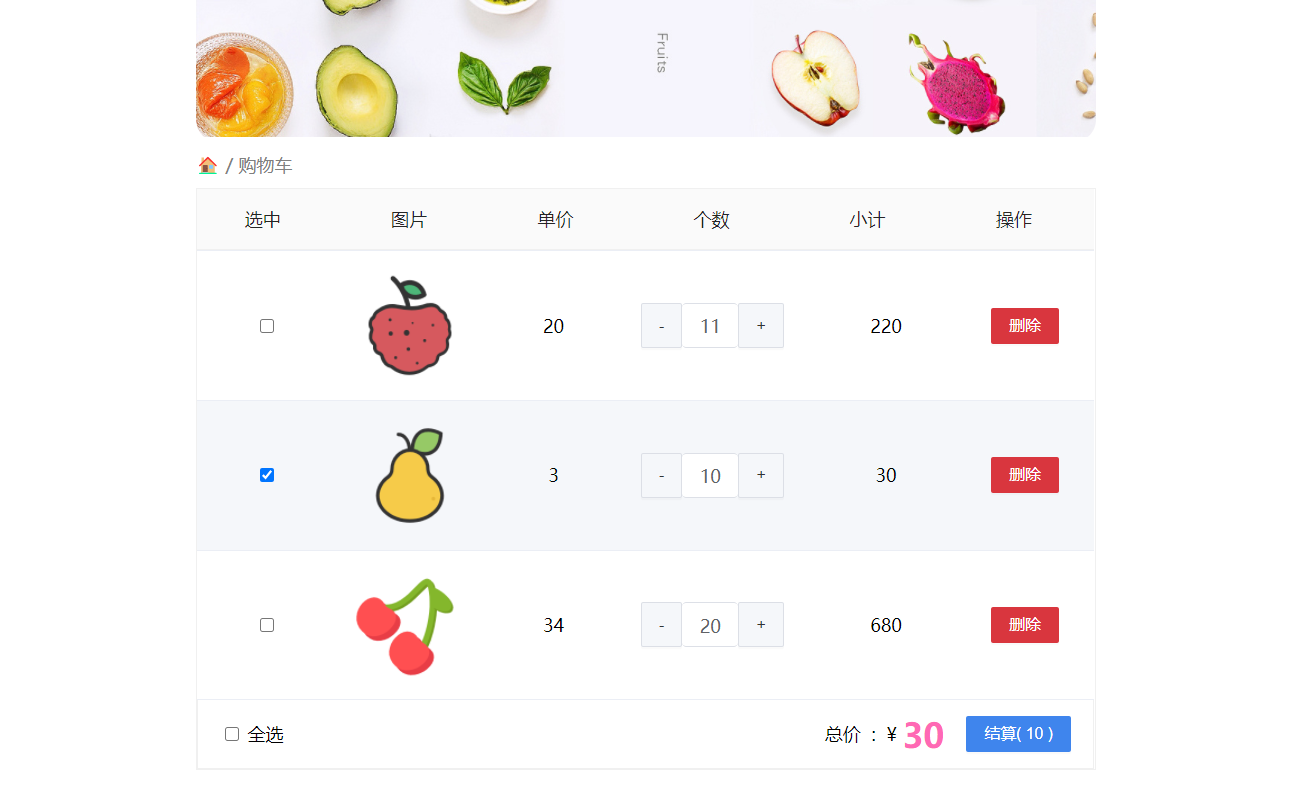 Fruits
🏠 / 购物车
选中 图片 单价 个数 小计 操作
20 - 11 + 220 删除
3 - 10 + 30 删除
34 - 20 + 680 删除
全选 总价 : ¥ 30 结算( 10 )